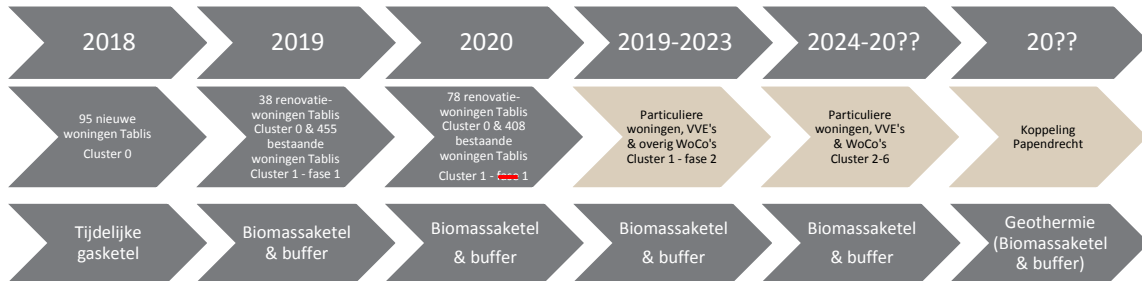 2018
2019
2020
2019-2023
2024-20??
20??
95 nieuwe
woningen Tablis
Cluster 0
38 renovatie-
woningen Tablis
Cluster 0 & 455
bestaande
woningen Tablis
Cluster 1 - fase 1
78 renovatie-
woningen Tablis
Cluster 0 & 408
bestaande
woningen Tablis
Cluster 1 - fase 1
Particuliere
woningen, VVE's
& overig WoCo's
Cluster 1 - fase 2
Particuliere
woningen, VVE's
& WoCo's
Cluster 2-6
Koppeling
Papendrecht
Tijdelijke
gasketel
Biomassaketel
& buffer
Biomassaketel
& buffer
Biomassaketel
& buffer
Biomassaketel
& buffer
Geothermie
(Biomassaketel
& buffer)